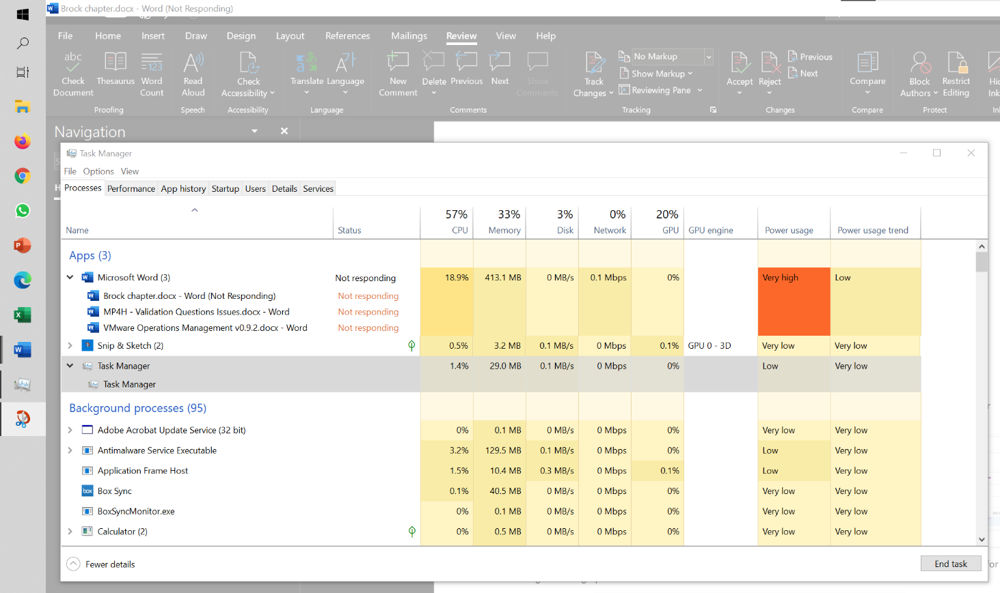 Brock chapter.docx - Word (Not Responding)
File Home Insert Draw Design Layout References Mailings Review View Help
abc
Check Document
Thesaurus
123
Word Count
Proofing
Read Aloud
Speech
Check Accessibility
Accessibility
Translate
Language
Language
New Comment
Delete
Previous
Next
Show Comments
Comments
Track Changes
No Markup
Show Markup
Reviewing Pane
Tracking
Accept
Reject
Previous
Next
Changes
Compare
Compare
Block Authors
Restrict Editing
Protect
Navigation
Task Manager
File Options View
Processes Performance App history Startup Users Details Services
57% 33% 3% 0% 20%
Name Status CPU Memory Disk Network GPU GPU engine Power usage Power usage trend
Apps (3)
Microsoft Word (3) Not responding 18.9% 413.1 MB 0 MB/s 0.1 Mbps 0% Very high Low
Brock chapter.docx - Word (Not Responding) Not responding
MP4H - Validation Questions Issues.docx - Word Not responding
VMware Operations Management v0.9.2.docx - Word Not responding
Snip & Sketch (2) 0.5% 3.2 MB 0.1 MB/s 0 Mbps 0.1% GPU 0 - 3D Very low Very low
Task Manager 1.4% 29.0 MB 0.1 MB/s 0 Mbps 0% Low Very low
Task Manager
Background processes (95)
Adobe Acrobat Update Service (32 bit) 0% 0.1 MB 0 MB/s 0 Mbps 0% Very low Very low
Antimalware Service Executable 3.2% 129.5 MB 0.1 MB/s 0 Mbps 0% Low Very low
Application Frame Host 1.5% 10.4 MB 0.3 MB/s 0 Mbps 0.1% Low Very low
box Box Sync 0.1% 40.5 MB 0 MB/s 0 Mbps 0% Very low Very low
BoxSyncMonitor.exe 0% 0.1 MB 0 MB/s 0 Mbps 0% Very low Very low
Calculator (2) 0% 0.5 MB 0 MB/s 0 Mbps 0% Very low Very low
Fewer details End task